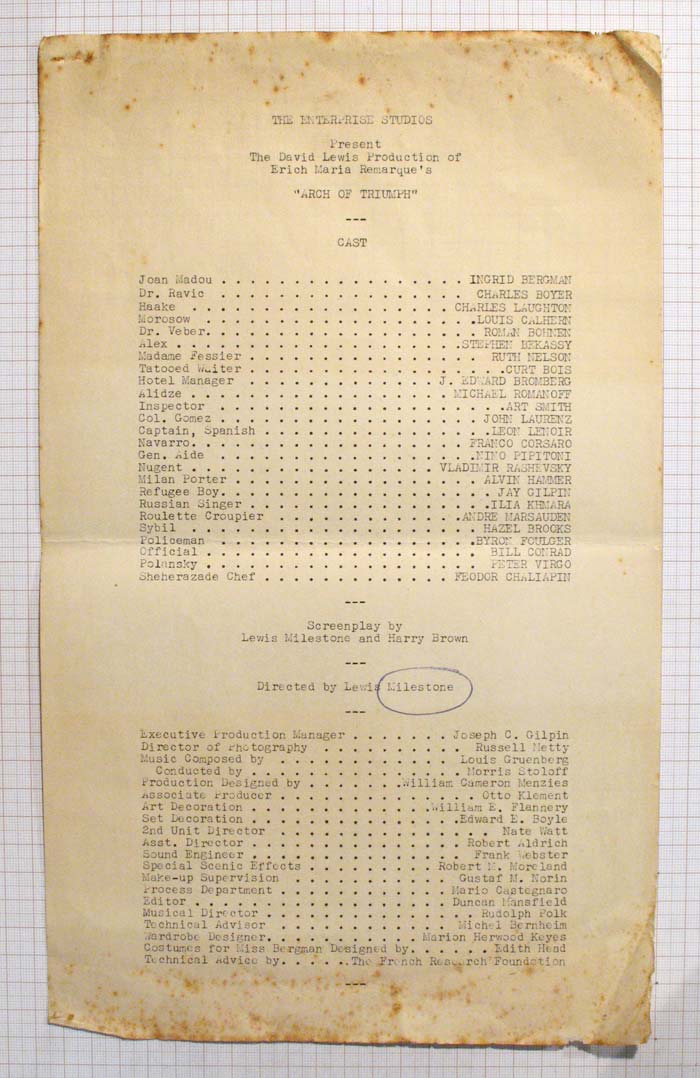 THE ENTERPRISE STUDIOS
Present
The David Lewis Production of
Erich Maria Remarque's
"ARCH OF TRIUMPH"
---
CAST
Joan Madou . . . . . . . . . . . . . . . . . INGRID BERGMAN
Dr. Ravic . . . . . . . . . . . . . . . . . . CHARLES BOYER
Haake . . . . . . . . . . . . . . . . . . . CHARLES LAUGHTON
Morosow . . . . . . . . . . . . . . . . . . .LOUIS CALHERN
Dr. Veber. . . . . . . . . . . . . . . . . . . ROMAN BOHNEN
Alex . . . . . . . . . . . . . . . . . . . .STEPHEN BEKASSY
Madame Fessier . . . . . . . . . . . . . . . . RUTH NELSON
Tatooed Waiter . . . . . . . . . . . . . . . . .CURT BOIS
Hotel Manager . . . . . . . . . . . . . . J. EDWARD BROMBERG
Alidze . . . . . . . . . . . . . . . . . MICHAEL ROMANOFF
Inspector . . . . . . . . . . . . . . . . . . . .ART SMITH
Col. Gomez . . . . . . . . . . . . . . . . . . JOHN LAURENZ
Captain, Spanish . . . . . . . . . . . . . . . .LEON LENOIR
Navarro. . . . . . . . . . . . . . . . . . . FRANCO CORSARO
Gen. Aide . . . . . . . . . . . . . . . . . .NINO PIPITONI
Nugent . . . . . . . . . . . . . . . . VLADIMIR RASHEVSKY
Milan Porter . . . . . . . . . . . . . . . . . ALVIN HAMMER
Refugee Boy. . . . . . . . . . . . . . . . . . . JAY GILPIN
Russian Singer . . . . . . . . . . . . . . . . .ILIA KHMARA
Roulette Croupier . . . . . . . . . . . . . .ANDRE MARSAUDEN
Sybil . . . . . . . . . . . . . . . . . . . . HAZEL BROOKS
Policeman . . . . . . . . . . . . . . . . . .BYRON FOULGER
Official . . . . . . . . . . . . . . . . . . . BILL CONRAD
Polansky . . . . . . . . . . . . . . . . . . . PETER VIRGO
Sheherazade Chef . . . . . . . . . . . . . FEODOR CHALIAPIN
---
Screenplay by
Lewis Milestone and Harry Brown
---
Directed by Lewis Milestone
---
Executive Production Manager . . . . . . . Joseph C. Gilpin
Director of Photography . . . . . . . . . . . Russell Metty
Music Composed by . . . . . . . . . . . . . Louis Gruenberg
Conducted by . . . . . . . . . . . . . . . Morris Stoloff
Production Designed by . . . . . . . .William Cameron Menzies
Associate Producer . . . . . . . . . . . . . . Otto Klement
Art Decoration . . . . . . . . . . . . .William E. Flannery
Set Decoration . . . . . . . . . . . . . . .Edward E. Boyle
2nd Unit Director . . . . . . . . . . . . . . . Nate Watt
Asst. Director . . . . . . . . . . . . . . . Robert Aldrich
Sound Engineer . . . . . . . . . . . . . . . Frank Webster
Special Scenic Effects . . . . . . . . . Robert M. Moreland
Make-up Supervision . . . . . . . . . . . . Gustaf M. Norin
Process Department . . . . . . . . . . . . Mario Castegnaro
Editor . . . . . . . . . . . . . . . . . . Duncan Mansfield
Musical Director . . . . . . . . . . . . . . . Rudolph Polk
Technical Advisor . . . . . . . . . . . . . Michel Bernheim
Wardrobe Designer. . . . . . . . . . . Marion Herwood Keyes
Costumes for Miss Bergman Designed by. . . . . . Edith Head
Technical Advice by. . . . . .The French Research Foundation
---